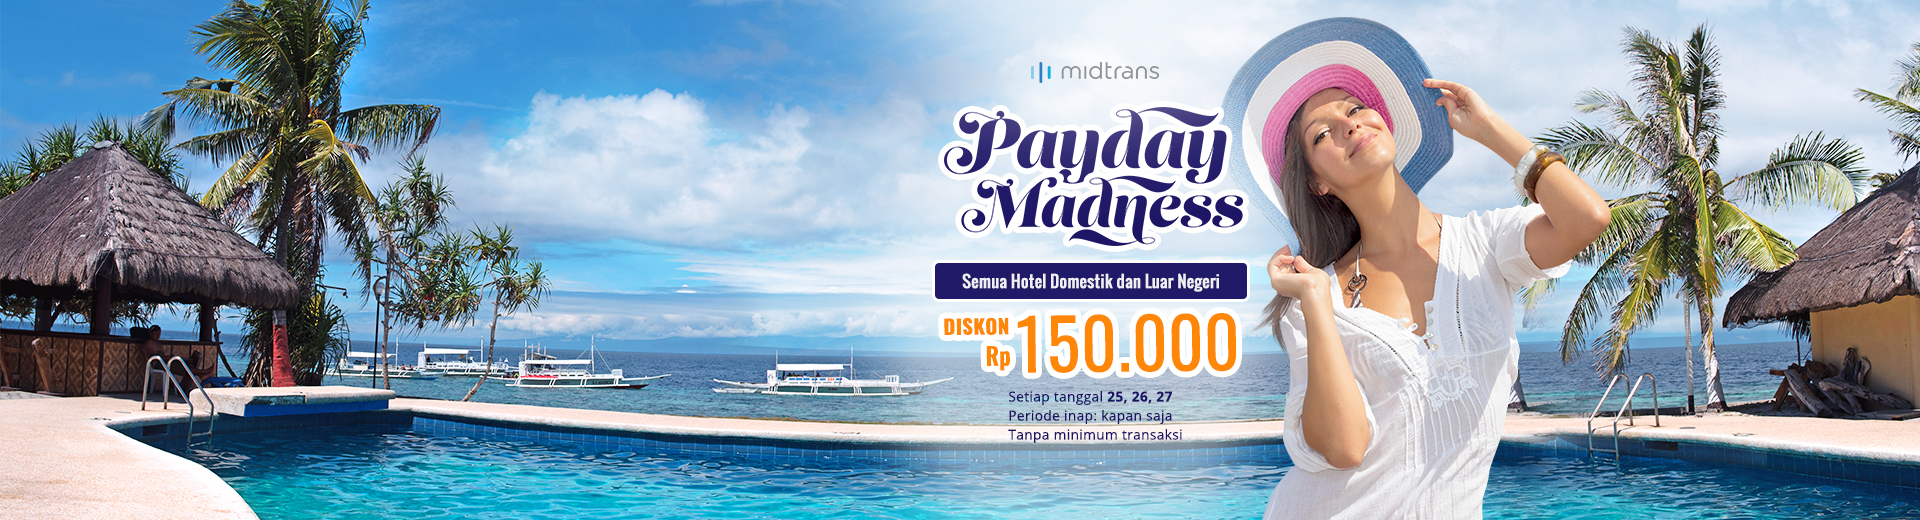 midtrans
Payday
Madness
Semua Hotel Domestik dan Luar Negeri
DISKON
Rp 150.000
Setiap tanggal 25, 26, 27
Periode inap: kapan saja
Tanpa minimum transaksi